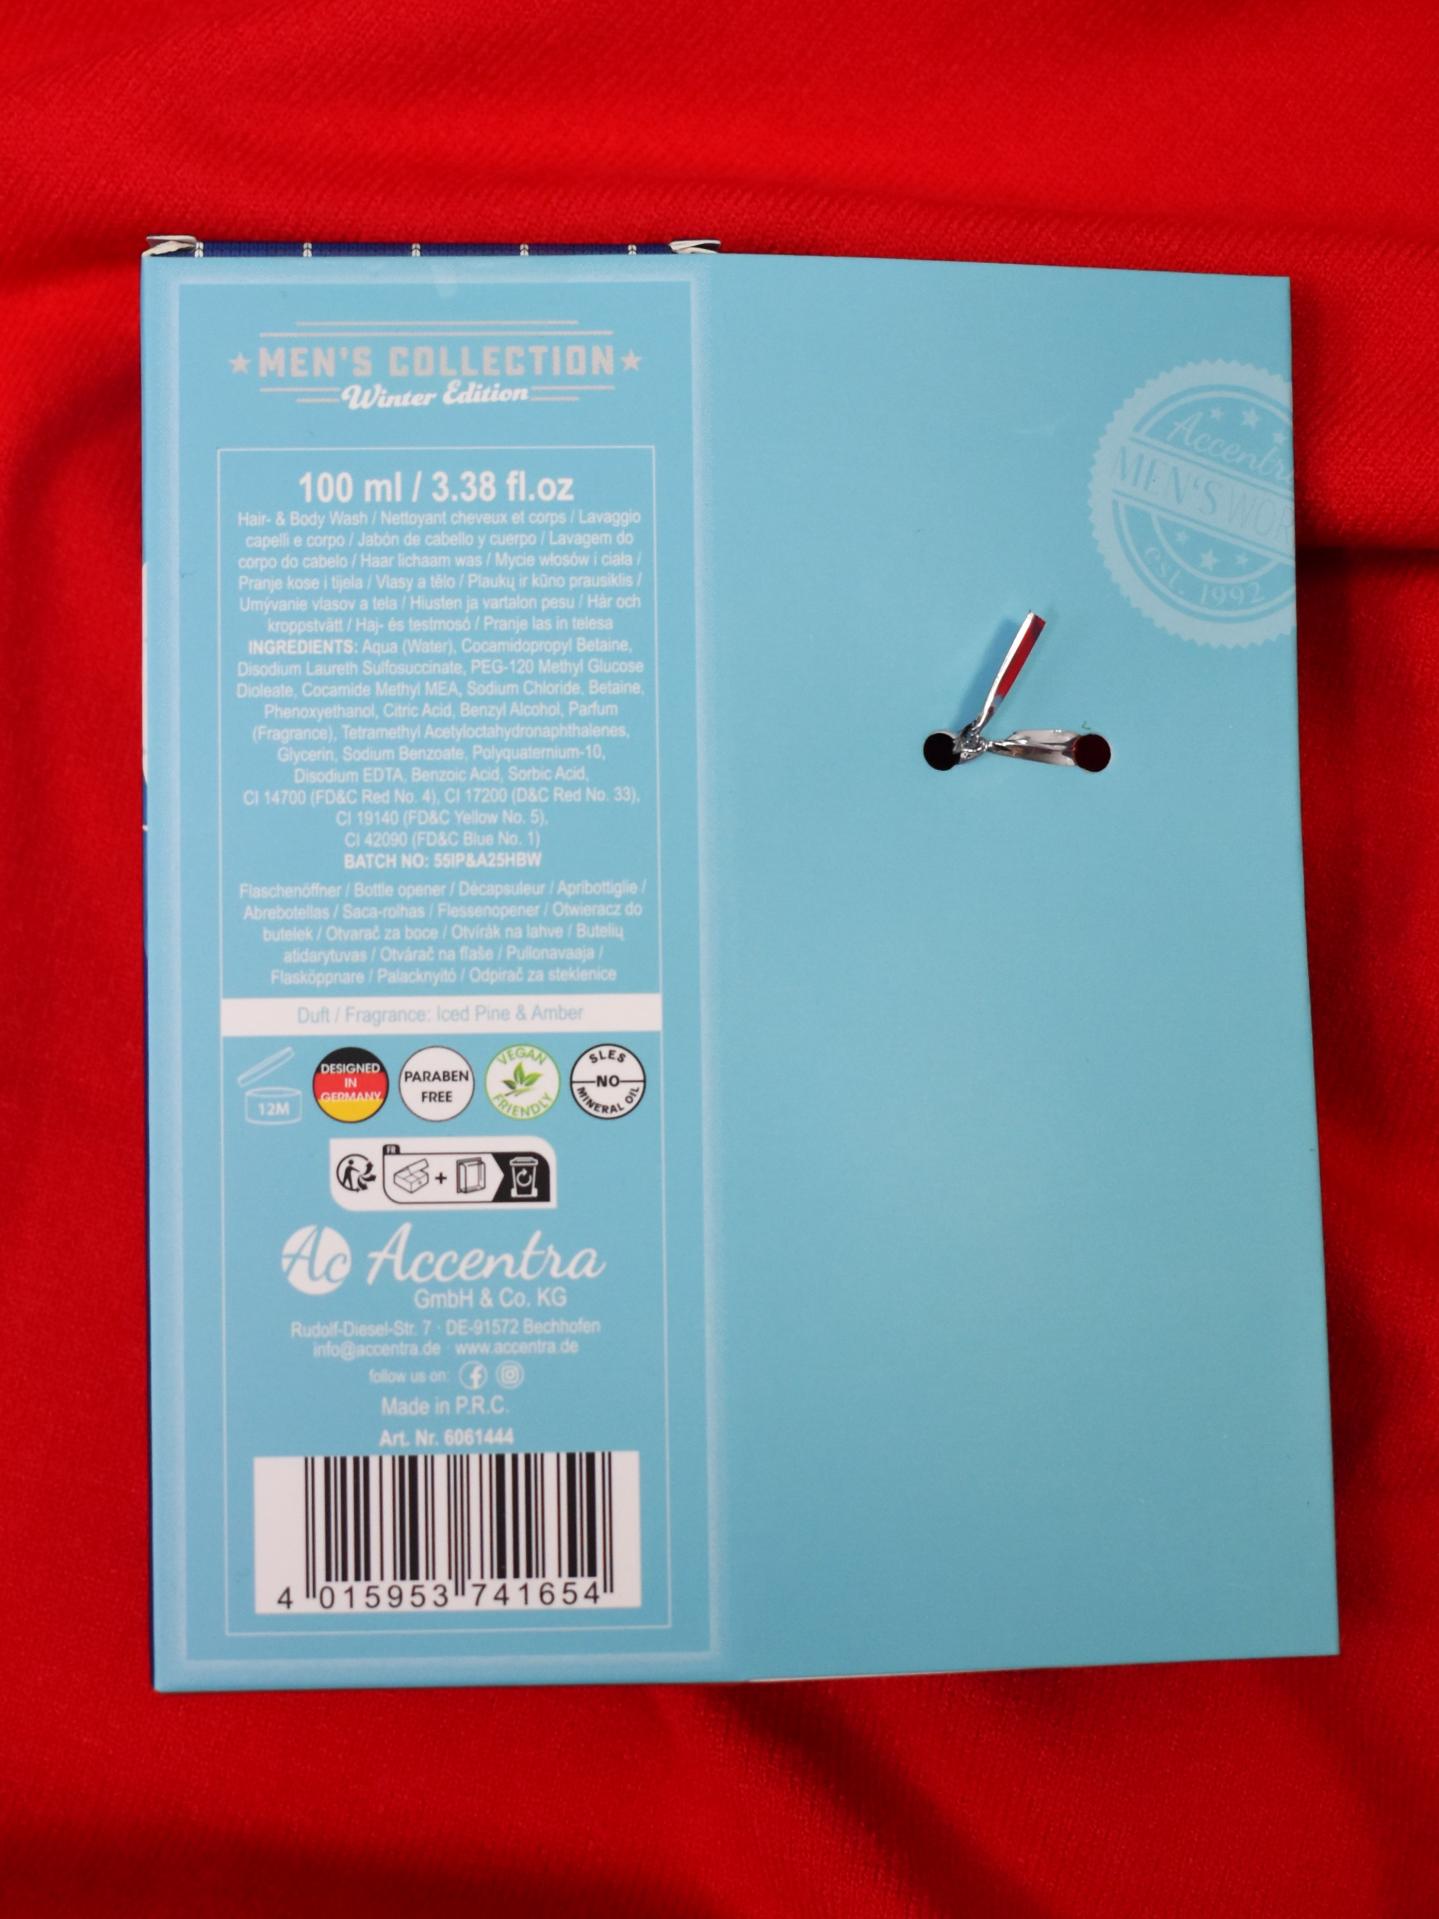 MEN'S COLLECTION
Winter Edition
100 ml / 3.38 fl.oz
Hair- & Body Wash / Nettoyant cheveux et corps / Lavaggio
capelli e corpo / Jabón de cabello y cuerpo / Lavagem do
corpo do cabelo / Haar lichaam was / Mycie włosów i ciała /
Pranje kose i tijela / Vlasy a tělo / Plaukų ir kūno prausiklis /
Umývanie vlasov a tela / Hiusten ja vartalon pesu / Hår och
kroppstvätt / Haj- és testmosó / Pranje las in telesa
INGREDIENTS: Aqua (Water), Cocamidopropyl Betaine,
Disodium Laureth Sulfosuccinate, PEG-120 Methyl Glucose
Dioleate, Cocamide Methyl MEA, Sodium Chloride, Betaine,
Phenoxyethanol, Citric Acid, Benzyl Alcohol, Parfum
(Fragrance), Tetramethyl Acetyloctahydronaphthalenes,
Glycerin, Sodium Benzoate, Polyquaternium-10,
Disodium EDTA, Benzoic Acid, Sorbic Acid,
CI 14700 (FD&C Red No. 4), CI 17200 (D&C Red No. 33),
CI 19140 (FD&C Yellow No. 5),
CI 42090 (FD&C Blue No. 1)
BATCH NO: 55IP&A25HBW
Flaschenöffner / Bottle opener / Décapsuleur / Apribottiglie /
Abrebotellas / Saca-rolhas / Flessenopener / Otwieracz do
butelek / Otvarač za boce / Otvírák na lahve / Butelių
atidarytuvas / Otvárač na fľaše / Pullonavaaja /
Flasköppnare / Palacknyitó / Odpirač za steklenice
Duft / Fragrance: Iced Pine & Amber
12M
DESIGNED
IN
GERMANY
PARABEN
FREE
VEGAN
FRIENDLY
SLES
NO
MINERAL OIL
FR
+
Ac Accentra
GmbH & Co. KG
Rudolf-Diesel-Str. 7 · DE-91572 Bechhofen
info@accentra.de · www.accentra.de
follow us on:
Made in P.R.C.
Art. Nr. 6061444
4 015953 741654
Accentra
MEN'S WOR
est. 1992